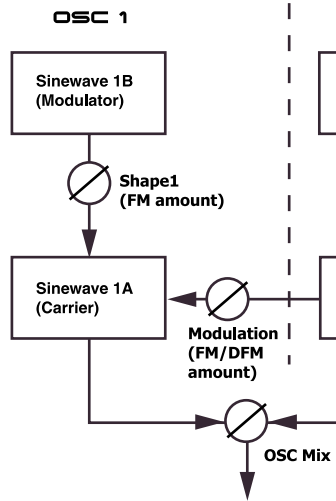 OSC 1
Sinewave 1B
(Modulator)
Shape1
(FM amount)
Sinewave 1A
(Carrier)
Modulation
(FM/DFM
amount)
OSC Mix